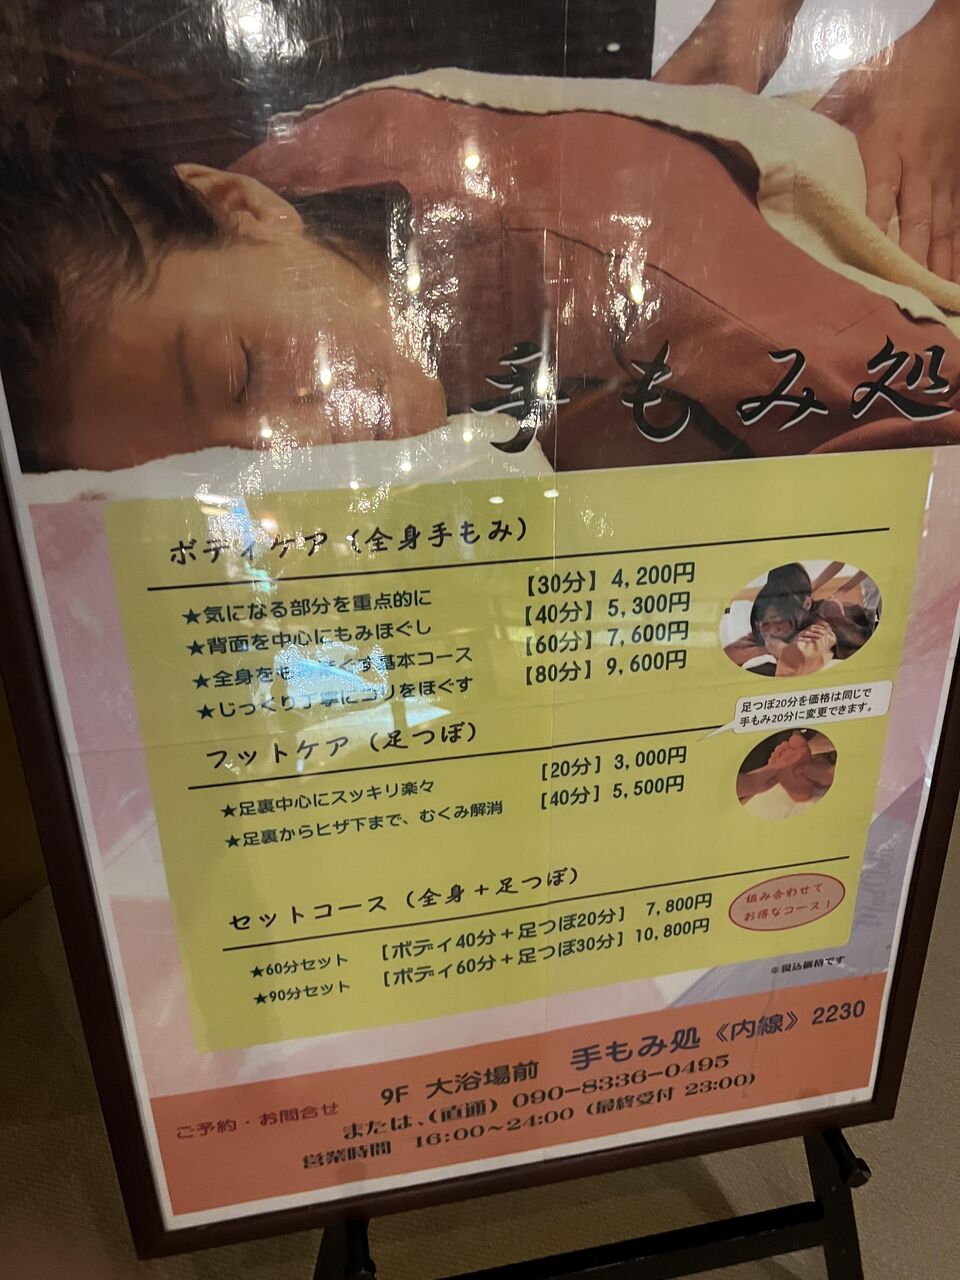 手もみ処
ボディケア（全身手もみ）
★気になる部分を重点的に 【30分】4,200円
★背面を中心にもみほぐし 【40分】5,300円
★全身をもみほぐす基本コース 【60分】7,600円
★じっくり丁寧にコリをほぐす 【80分】9,600円
足つぼ20分を価格は同じで
手もみ20分に変更できます。
フットケア（足つぼ）
★足裏中心にスッキリ楽々 [20分] 3,000円
★足裏からヒザ下まで、むくみ解消 [40分] 5,500円
セットコース（全身＋足つぼ）
組み合わせて
お得なコース！
★60分セット [ボディ40分＋足つぼ20分] 7,800円
★90分セット [ボディ60分＋足つぼ30分] 10,800円
※税込価格です
ご予約・お問合せ 9F 大浴場前 手もみ処《内線》2230
または、（直通）090-8336-0495
営業時間 16:00～24:00（最終受付 23:00）